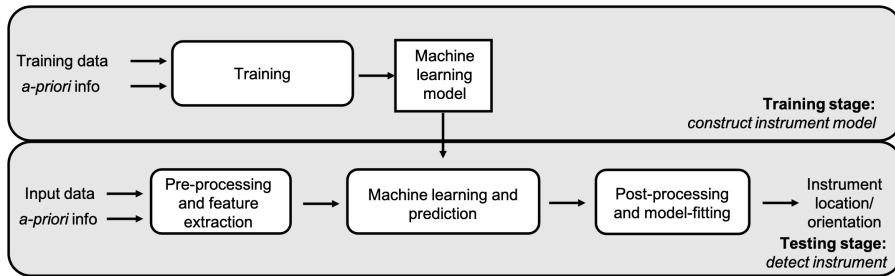 Training data
a-priori info
Training
Machine
learning
model
Training stage:
construct instrument model
Input data
a-priori info
Pre-processing
and feature
extraction
Machine learning and
prediction
Post-processing
and model-fitting
Instrument
location/
orientation
Testing stage:
detect instrument